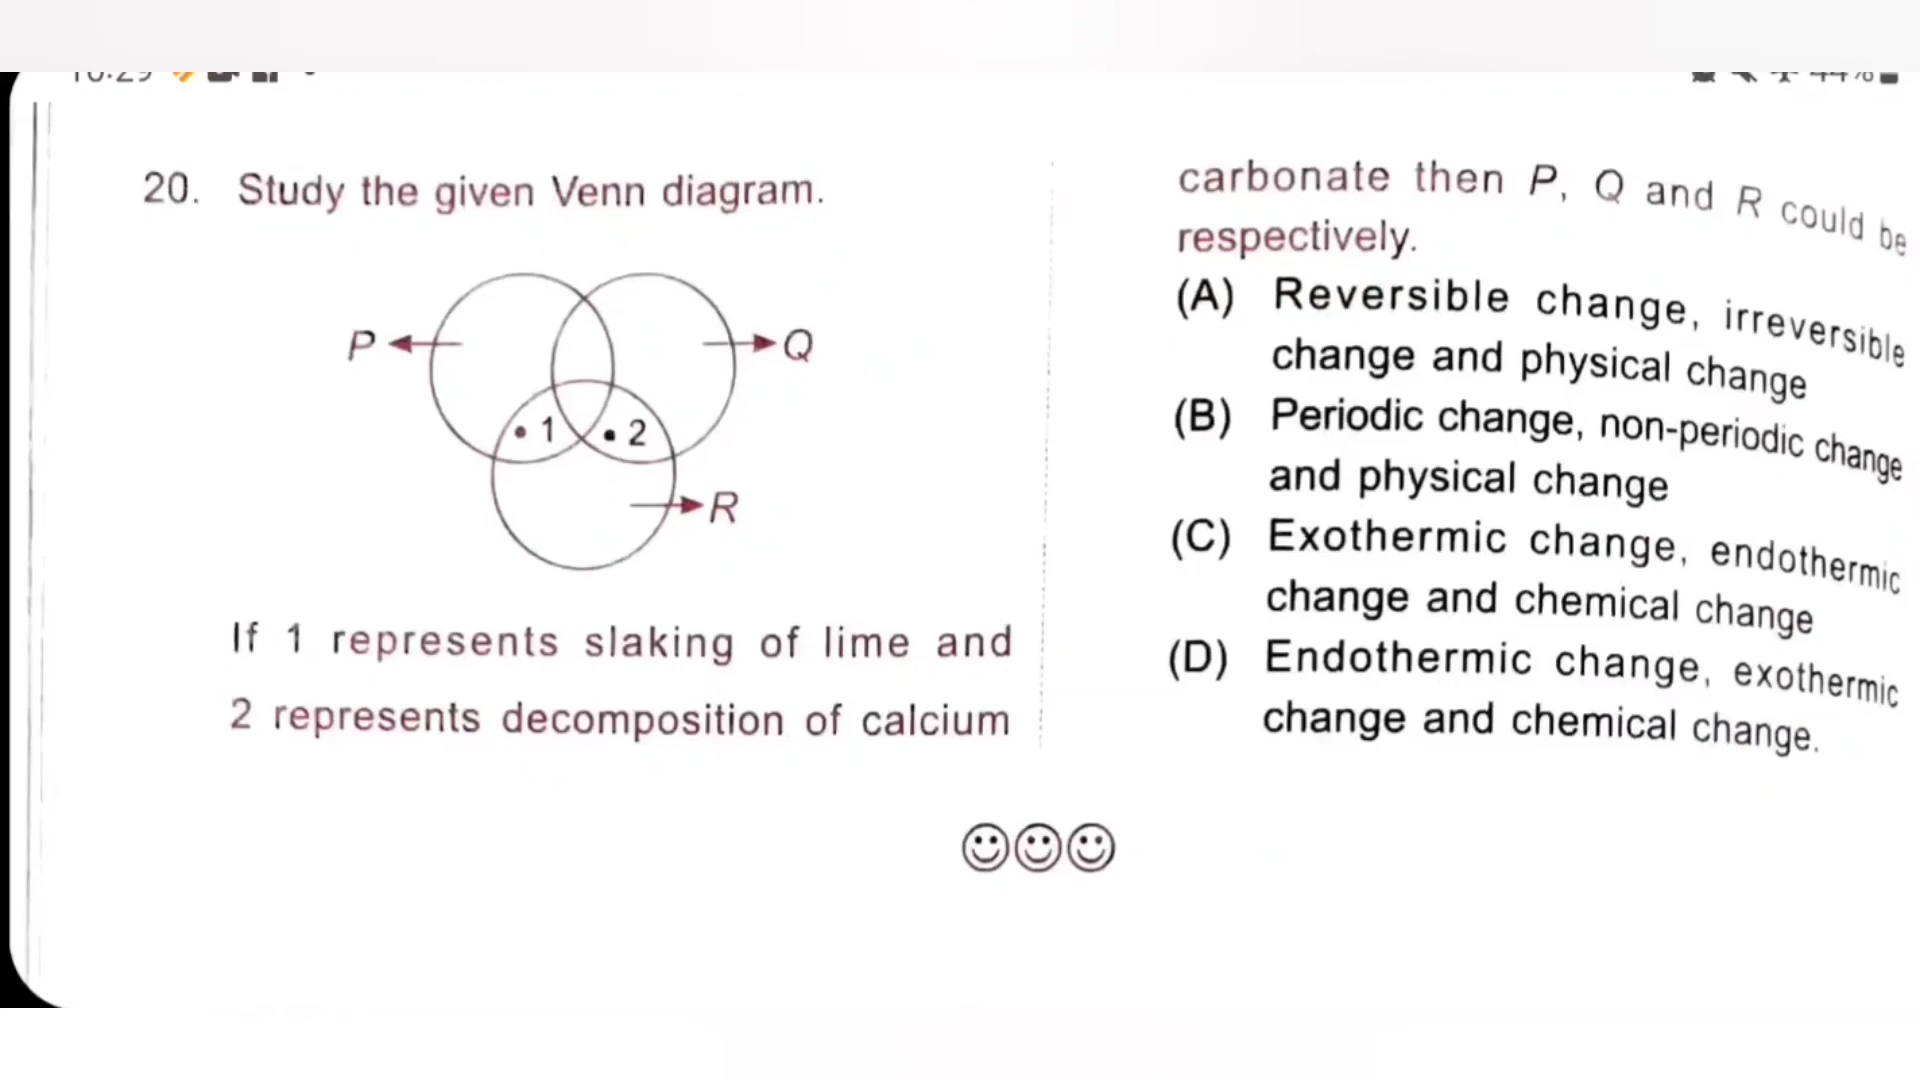 20. Study the given Venn diagram.
P
Q
1
2
R
If 1 represents slaking of lime and
2 represents decomposition of calcium
carbonate then P, Q and R could be
respectively.
(A) Reversible change, irreversible
change and physical change
(B) Periodic change, non-periodic change
and physical change
(C) Exothermic change, endothermic
change and chemical change
(D) Endothermic change, exothermic
change and chemical change.